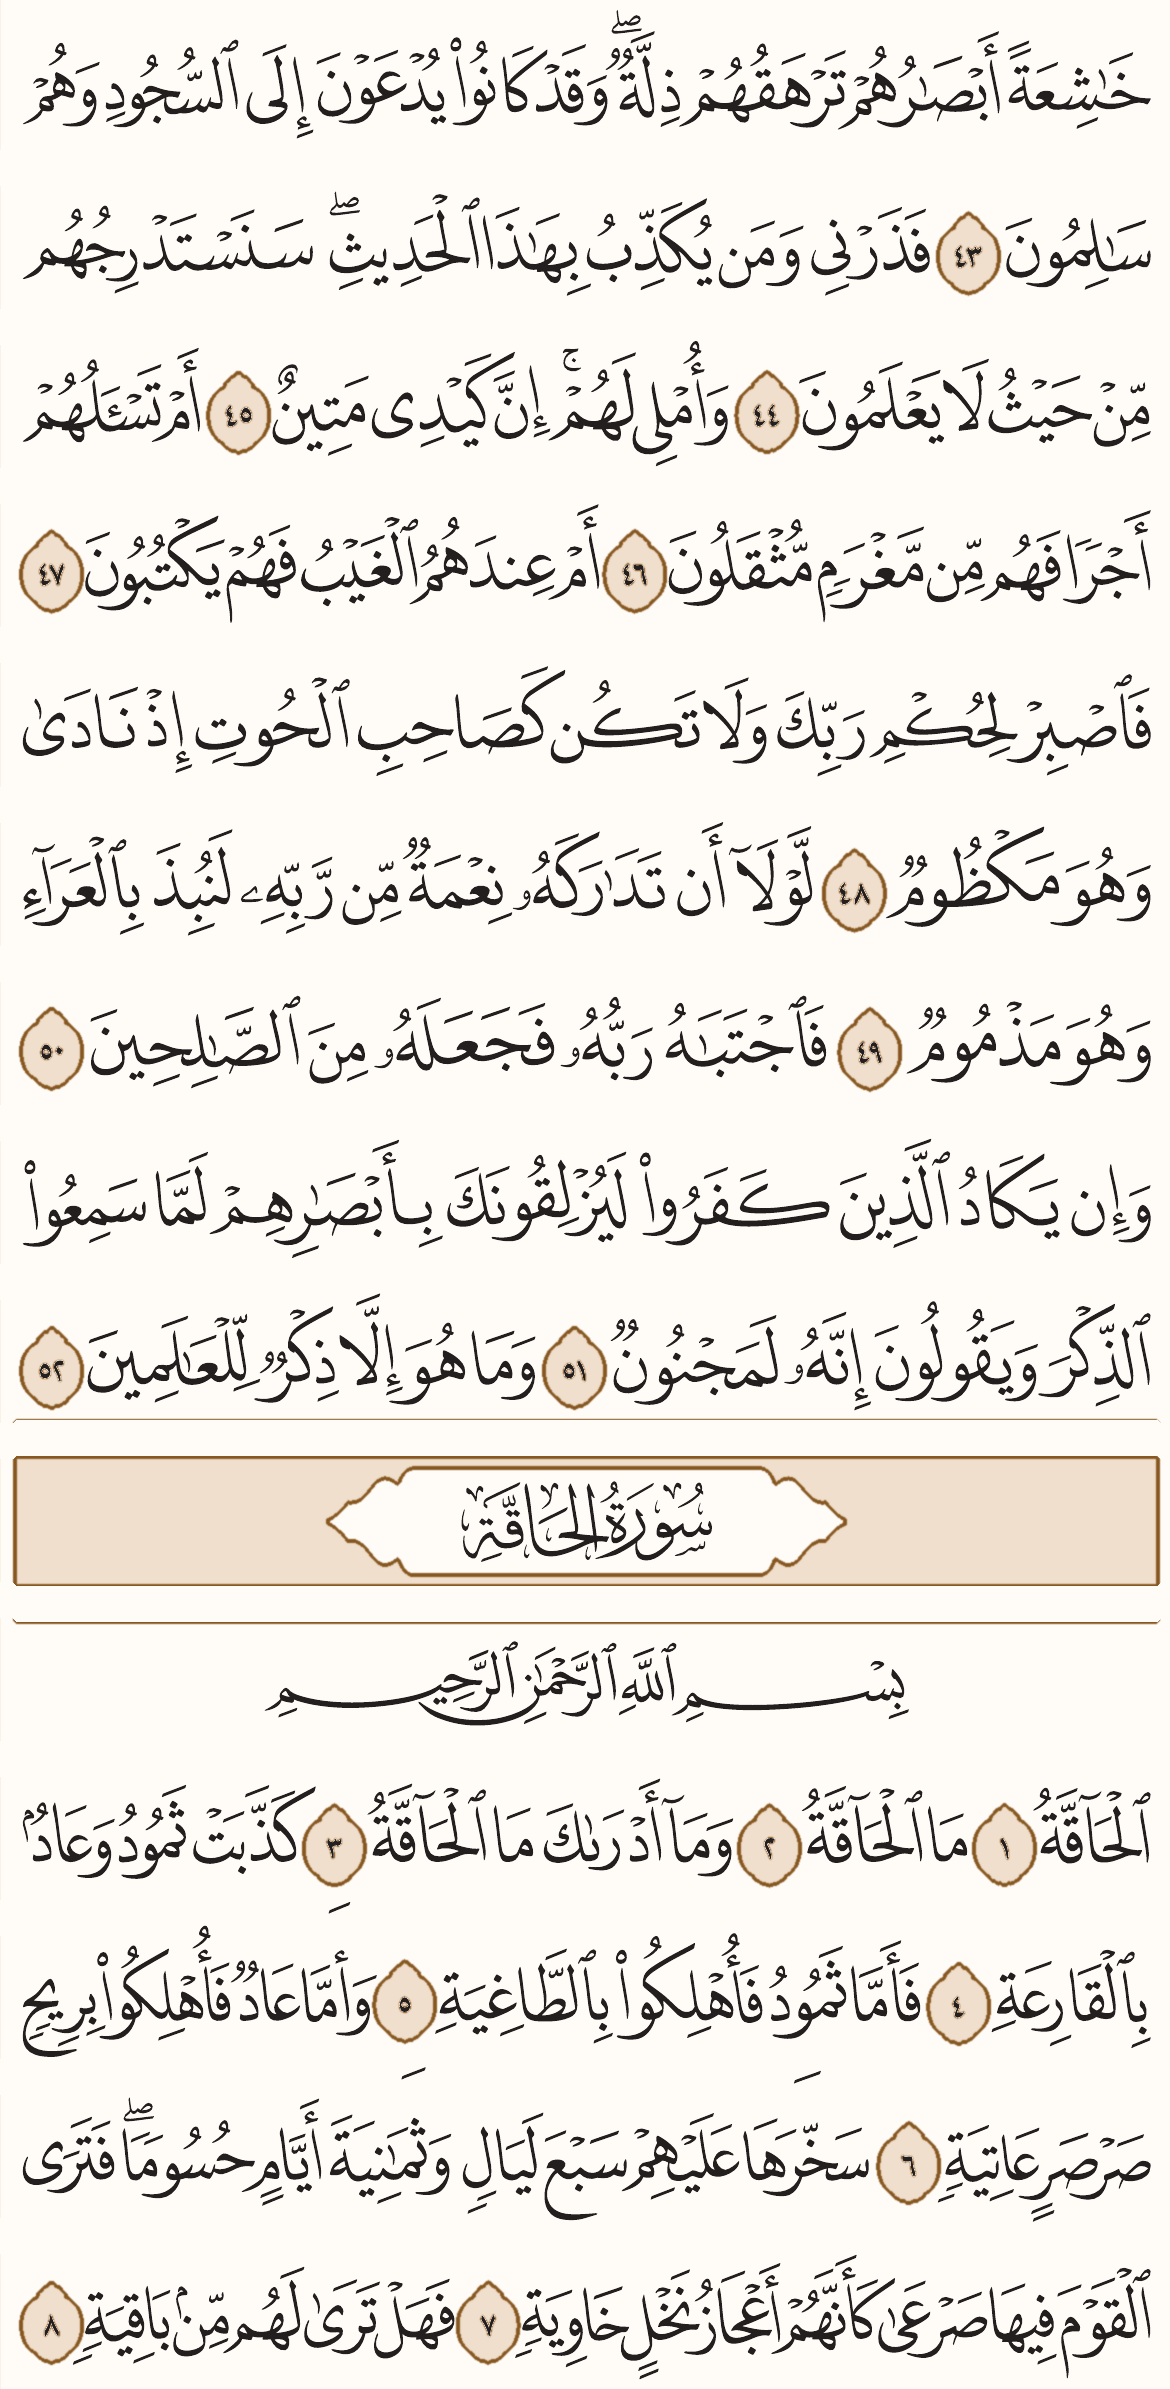 خَٰشِعَةً أَبۡصَٰرُهُمۡ تَرۡهَقُهُمۡ ذِلَّةٞۖ وَقَدۡ كَانُواْ يُدۡعَوۡنَ إِلَى ٱلسُّجُودِ وَهُمۡ
سَٰلِمُونَ ٤٣ فَذَرۡنِي وَمَن يُكَذِّبُ بِهَٰذَا ٱلۡحَدِيثِۖ سَنَسۡتَدۡرِجُهُم
مِّنۡ حَيۡثُ لَا يَعۡلَمُونَ ٤٤ وَأُمۡلِي لَهُمۡۚ إِنَّ كَيۡدِي مَتِينٌ ٤٥ أَمۡ تَسۡـَٔلُهُمۡ
أَجۡرٗا فَهُم مِّن مَّغۡرَمٖ مُّثۡقَلُونَ ٤٦ أَمۡ عِندَهُمُ ٱلۡغَيۡبُ فَهُمۡ يَكۡتُبُونَ ٤٧
فَٱصۡبِرۡ لِحُكۡمِ رَبِّكَ وَلَا تَكُن كَصَاحِبِ ٱلۡحُوتِ إِذۡ نَادَىٰ
وَهُوَ مَكۡظُومٞ ٤٨ لَّوۡلَآ أَن تَدَٰرَكَهُۥ نِعۡمَةٞ مِّن رَّبِّهِۦ لَنُبِذَ بِٱلۡعَرَآءِ
وَهُوَ مَذۡمُومٞ ٤٩ فَٱجۡتَبَٰهُ رَبُّهُۥ فَجَعَلَهُۥ مِنَ ٱلصَّٰلِحِينَ ٥٠
وَإِن يَكَادُ ٱلَّذِينَ كَفَرُواْ لَيُزۡلِقُونَكَ بِأَبۡصَٰرِهِمۡ لَمَّا سَمِعُواْ
ٱلذِّكۡرَ وَيَقُولُونَ إِنَّهُۥ لَمَجۡنُونٞ ٥١ وَمَا هُوَ إِلَّا ذِكۡرٞ لِّلۡعَٰلَمِينَ ٥٢
سُورَةُ الحَاقَّةِ
بِسۡمِ ٱللَّهِ ٱلرَّحۡمَٰنِ ٱلرَّحِيمِ
ٱلۡحَآقَّةُ ١ مَا ٱلۡحَآقَّةُ ٢ وَمَآ أَدۡرَىٰكَ مَا ٱلۡحَآقَّةُ ٣ كَذَّبَتۡ ثَمُودُ وَعَادُۢ
بِٱلۡقَارِعَةِ ٤ فَأَمَّا ثَمُودُ فَأُهۡلِكُواْ بِٱلطَّاغِيَةِ ٥ وَأَمَّا عَادٞ فَأُهۡلِكُواْ بِرِيحٖ
صَرۡصَرٍ عَاتِيَةٖ ٦ سَخَّرَهَا عَلَيۡهِمۡ سَبۡعَ لَيَالٖ وَثَمَٰنِيَةَ أَيَّامٍ حُسُومٗاۖ فَتَرَى
ٱلۡقَوۡمَ فِيهَا صَرۡعَىٰ كَأَنَّهُمۡ أَعۡجَازُ نَخۡلٍ خَاوِيَةٖ ٧ فَهَلۡ تَرَىٰ لَهُم مِّنۢ بَاقِيَةٖ ٨